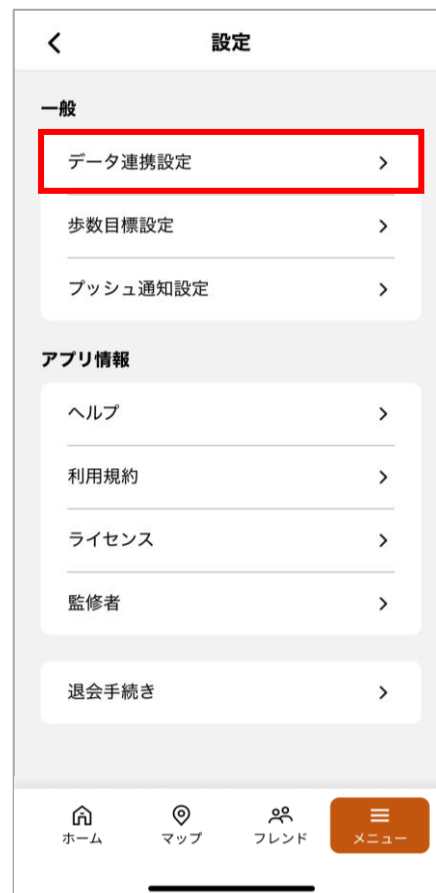 設定
一般
データ連携設定
歩数目標設定
プッシュ通知設定
アプリ情報
ヘルプ
利用規約
ライセンス
監修者
退会手続き
ホーム
マップ
フレンド
メニュー